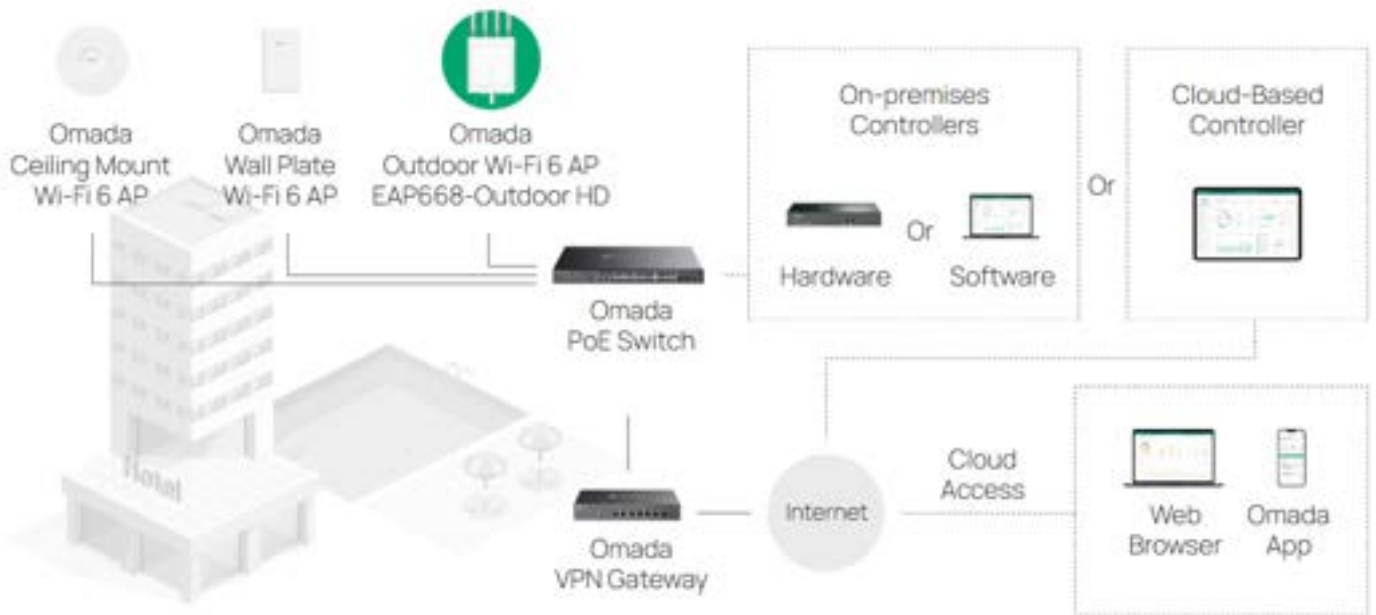 Omada
Ceiling Mount
Wi-Fi 6 AP
Omada
Wall Plate
Wi-Fi 6 AP
Omada
Outdoor Wi-Fi 6 AP
EAP668-Outdoor HD
On-premises
Controllers
Hardware
Or
Software
Or
Cloud-Based
Controller
Omada
PoE Switch
Hotel
Omada
VPN Gateway
Internet
Cloud
Access
Web
Browser
Omada
App